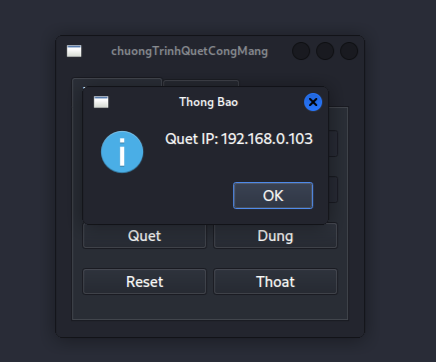 chuongTrinhQuetCongMang
Thong Bao
Quet IP: 192.168.0.103
OK
Quet
Dung
Reset
Thoat